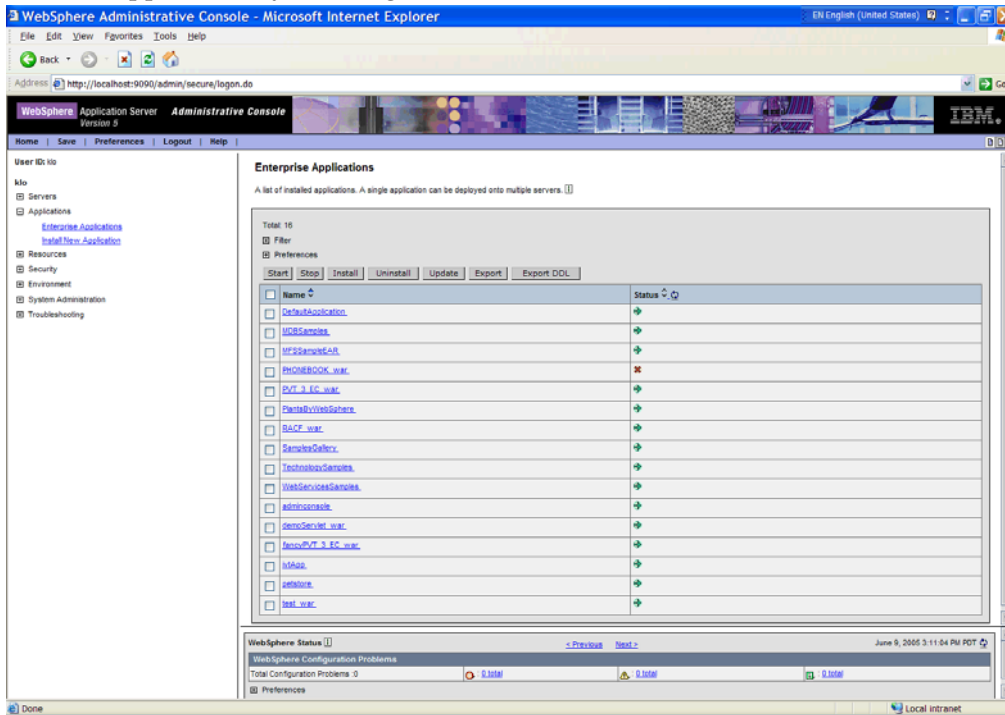 WebSphere Administrative Console - Microsoft Internet Explorer
EN English (United States)
File Edit View Favorites Tools Help
Back
Address http://localhost:9090/admin/secure/logon.do
Go
WebSphere Application Server Administrative Console
Version 5
IBM.
Home | Save | Preferences | Logout | Help |
User ID: klo
klo
Servers
Applications
Enterprise Applications
Install New Application
Resources
Security
Environment
System Administration
Troubleshooting
Enterprise Applications
A list of installed applications. A single application can be deployed onto multiple servers.
Total: 16
Filter
Preferences
Start Stop Install Uninstall Update Export Export DDL
Name Status
DefaultApplication
MDBSamples
MFSSampleEAR
PHONEBOOK_war
PVT_3_EC_war
PlantsByWebSphere
RACF_war
SamplesGallery
TechnologySamples
WebServicesSamples
adminconsole
demoServlet_war
fancyPVT_3_EC_war
ivtApp
petstore
test_war
WebSphere Status < Previous Next > June 9, 2005 3:11:04 PM PDT
WebSphere Configuration Problems
Total Configuration Problems :0 : 0 total : 0 total : 0 total
Preferences
Done
Local intranet